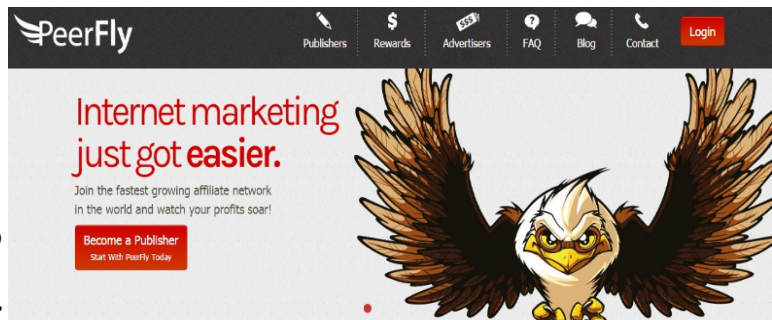 PeerFly
Publishers
Rewards
Advertisers
FAQ
Blog
Contact
Login
Internet marketing
just got easier.
Join the fastest growing affiliate network
in the world and watch your profits soar!
Become a Publisher
Start With PeerFly Today